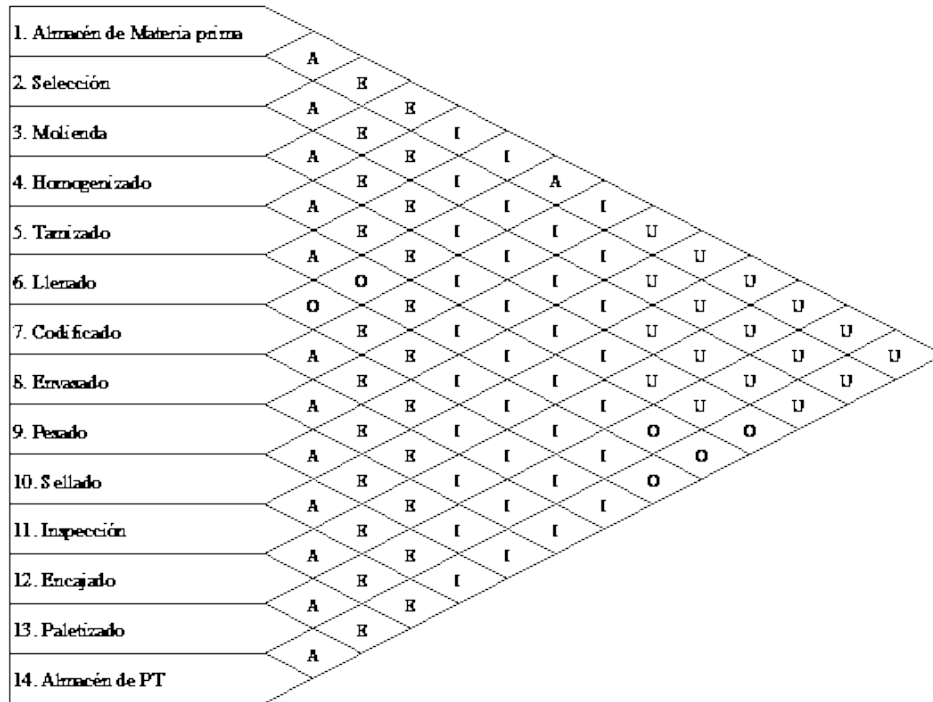 1. Almacén de Materia prima
A
2. Selección E
A E
3. Molienda E I
A E I
4. Homogenizado E I A
A E I I
5. Tamizado E I I U
A E I I U
6. Llenado O I I U U
O E I I U U
7. Codificado E I I U U U
A E I I U U U
8. Envasado E I I U U U
A E I I U U
9. Pesado E I I O O
A E I I O
10. Sellado E I I O
A E I I
11. Inspección E I I
A E I
12. Encajado E I
A E
13. Paletizado E
A
14. Almacén de PT